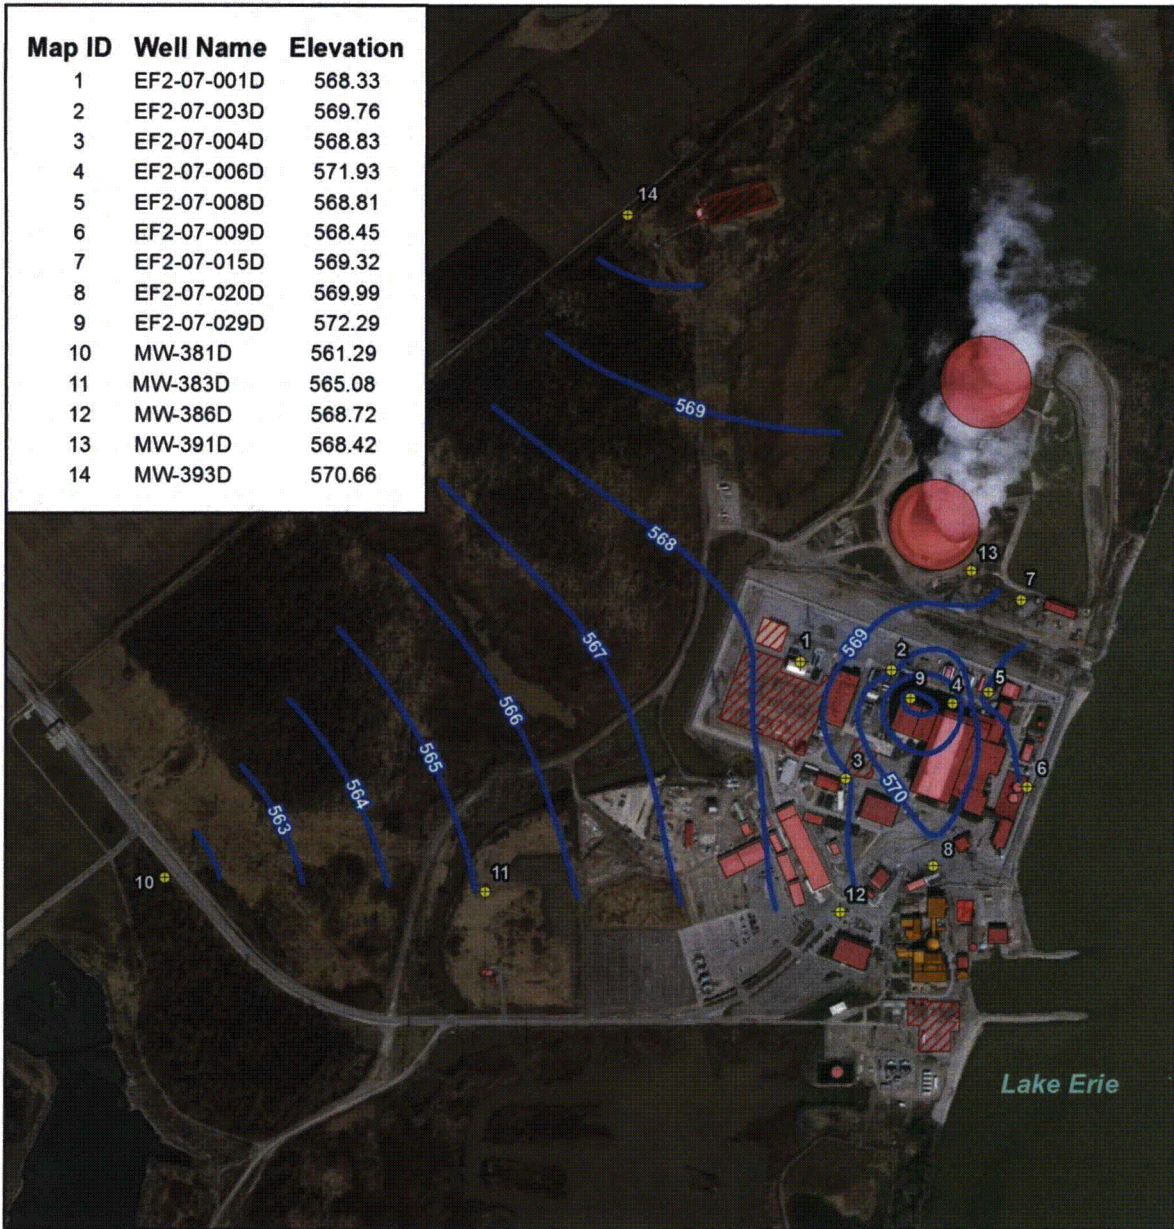 Map ID Well Name Elevation
1 EF2-07-001D 568.33
2 EF2-07-003D 569.76
3 EF2-07-004D 568.83
4 EF2-07-006D 571.93
5 EF2-07-008D 568.81
6 EF2-07-009D 568.45
7 EF2-07-015D 569.32
8 EF2-07-020D 569.99
9 EF2-07-029D 572.29
10 MW-381D 561.29
11 MW-383D 565.08
12 MW-386D 568.72
13 MW-391D 568.42
14 MW-393D 570.66
14
569
568
13
7
569
1
2
567
9
4
5
566
565
3
570
6
564
563
8
10
11
12
Lake Erie